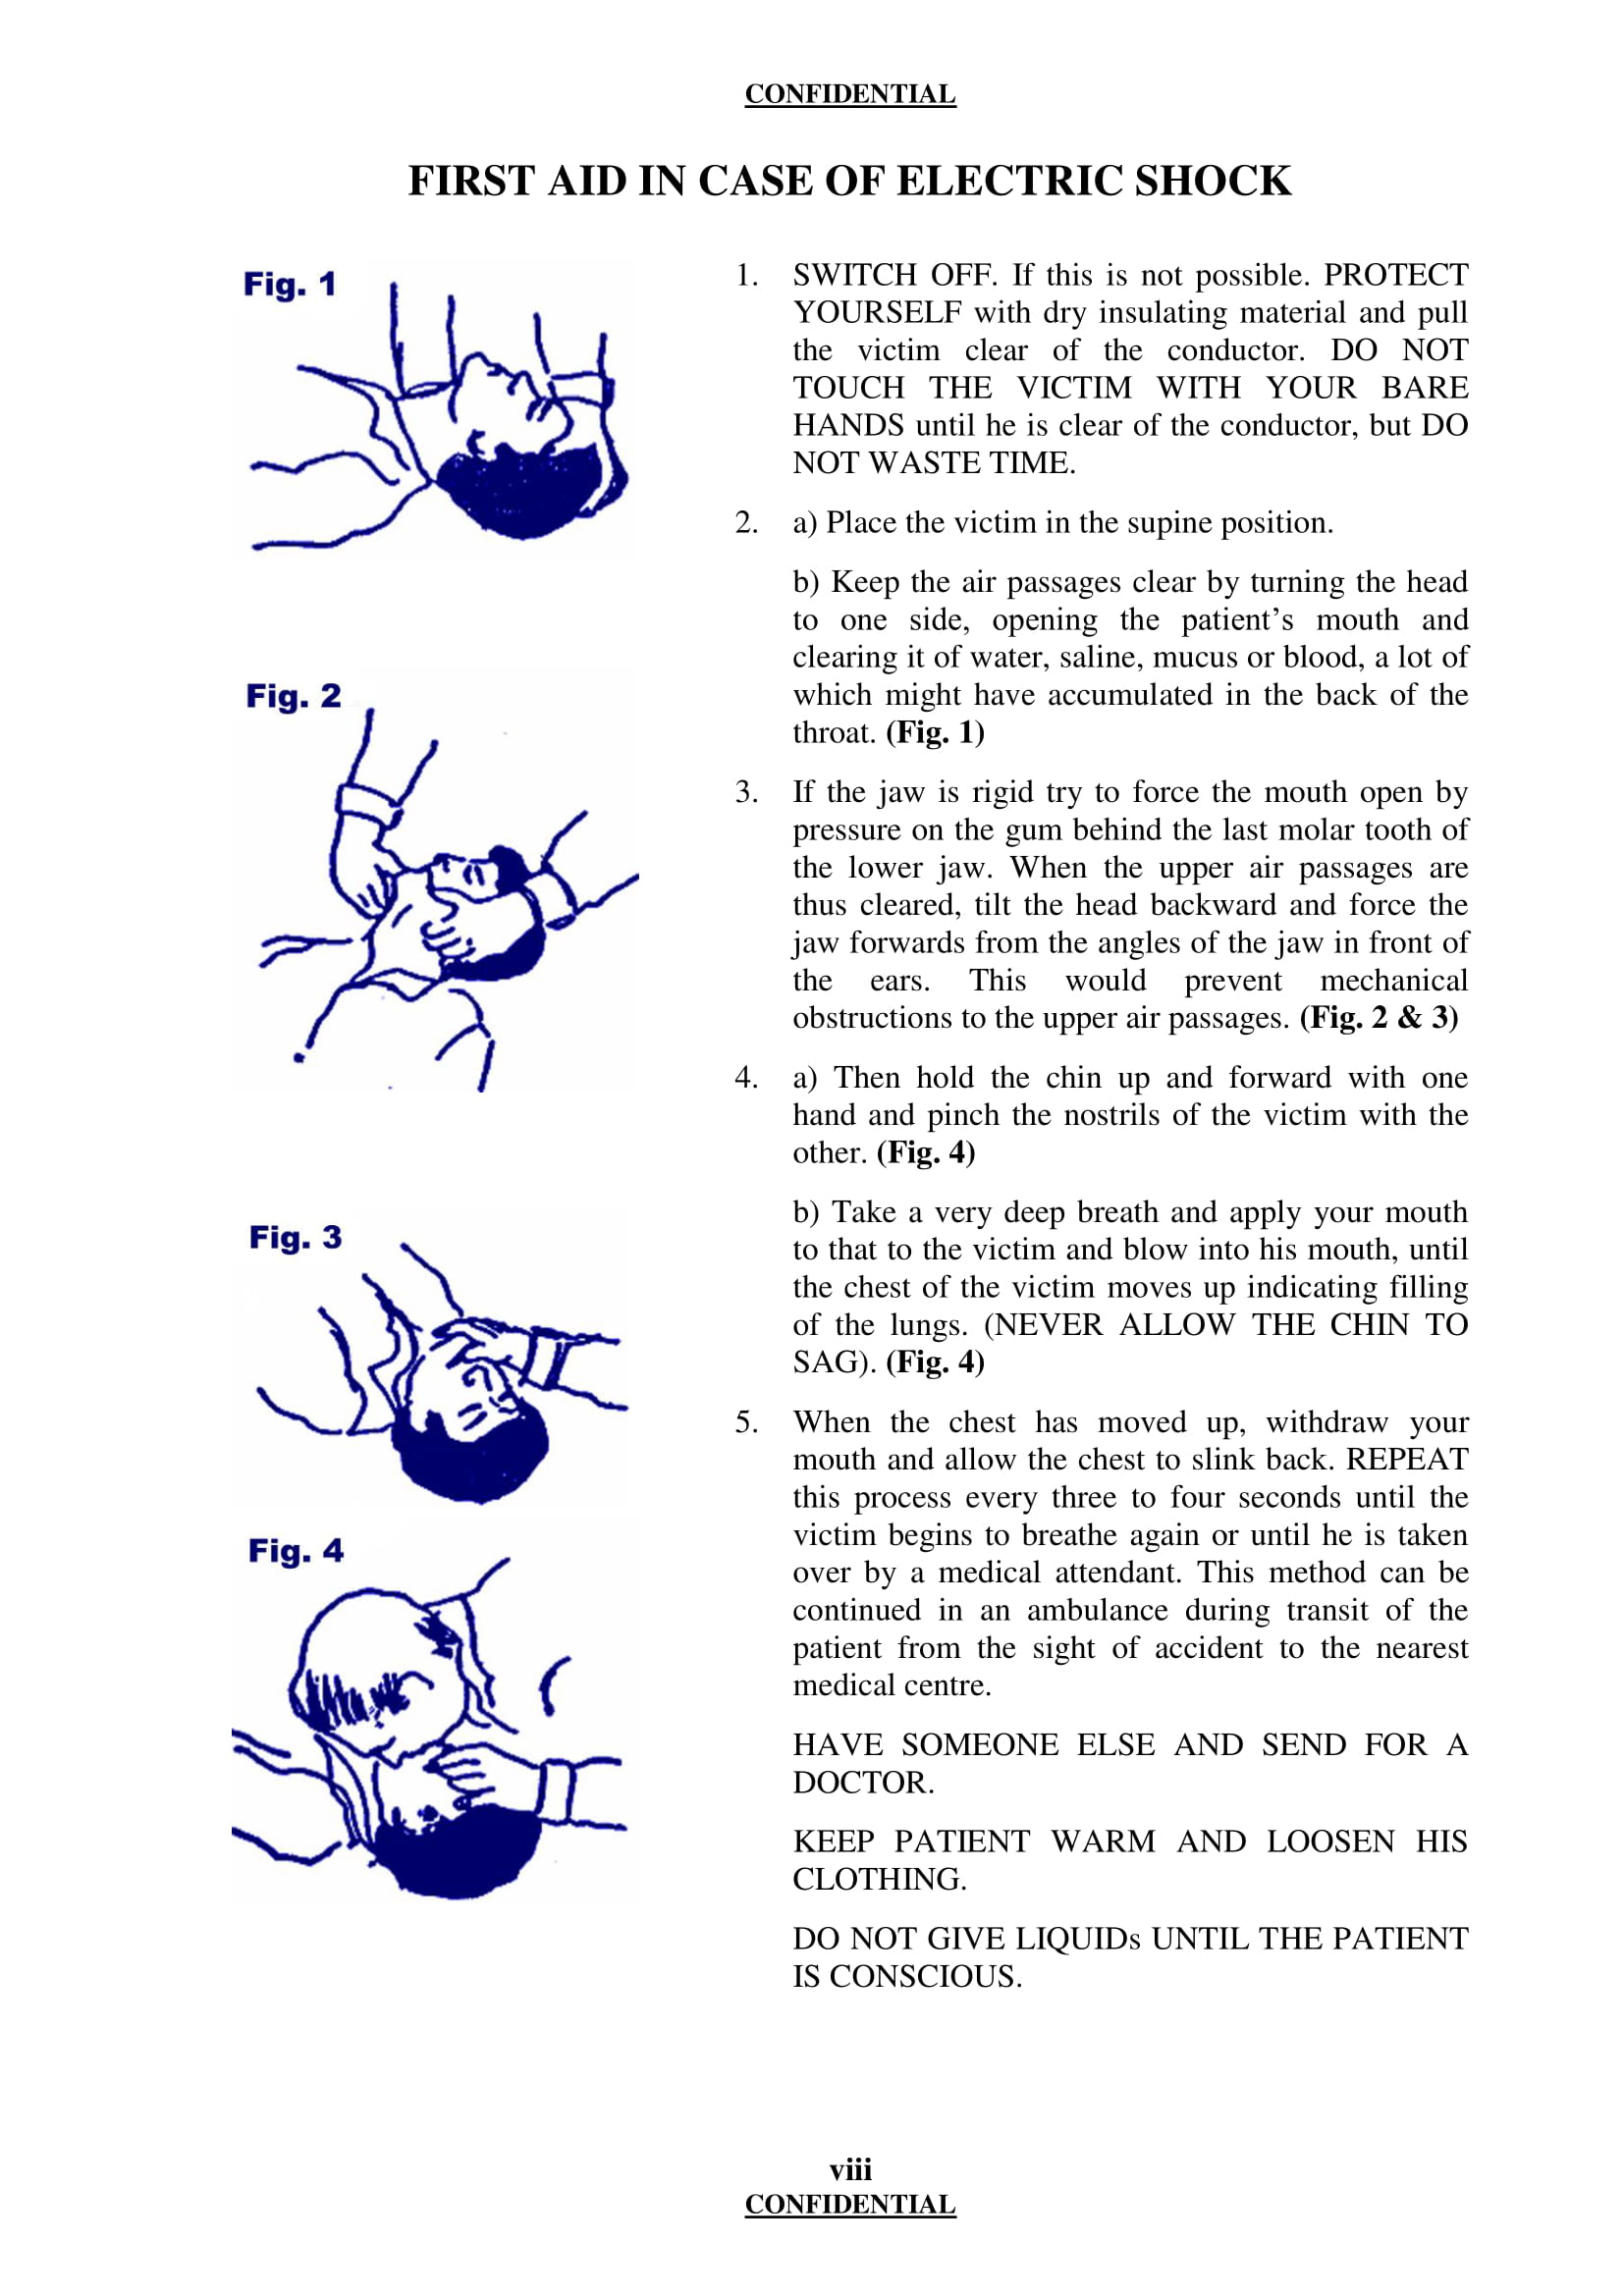 CONFIDENTIAL
FIRST AID IN CASE OF ELECTRIC SHOCK
Fig. 1
Fig. 2
Fig. 3
Fig. 4
1. SWITCH OFF. If this is not possible. PROTECT
YOURSELF with dry insulating material and pull
the victim clear of the conductor. DO NOT
TOUCH THE VICTIM WITH YOUR BARE
HANDS until he is clear of the conductor, but DO
NOT WASTE TIME.
2. a) Place the victim in the supine position.
b) Keep the air passages clear by turning the head
to one side, opening the patient’s mouth and
clearing it of water, saline, mucus or blood, a lot of
which might have accumulated in the back of the
throat. (Fig. 1)
3. If the jaw is rigid try to force the mouth open by
pressure on the gum behind the last molar tooth of
the lower jaw. When the upper air passages are
thus cleared, tilt the head backward and force the
jaw forwards from the angles of the jaw in front of
the ears. This would prevent mechanical
obstructions to the upper air passages. (Fig. 2 & 3)
4. a) Then hold the chin up and forward with one
hand and pinch the nostrils of the victim with the
other. (Fig. 4)
b) Take a very deep breath and apply your mouth
to that to the victim and blow into his mouth, until
the chest of the victim moves up indicating filling
of the lungs. (NEVER ALLOW THE CHIN TO
SAG). (Fig. 4)
5. When the chest has moved up, withdraw your
mouth and allow the chest to slink back. REPEAT
this process every three to four seconds until the
victim begins to breathe again or until he is taken
over by a medical attendant. This method can be
continued in an ambulance during transit of the
patient from the sight of accident to the nearest
medical centre.
HAVE SOMEONE ELSE AND SEND FOR A
DOCTOR.
KEEP PATIENT WARM AND LOOSEN HIS
CLOTHING.
DO NOT GIVE LIQUIDs UNTIL THE PATIENT
IS CONSCIOUS.
viii
CONFIDENTIAL